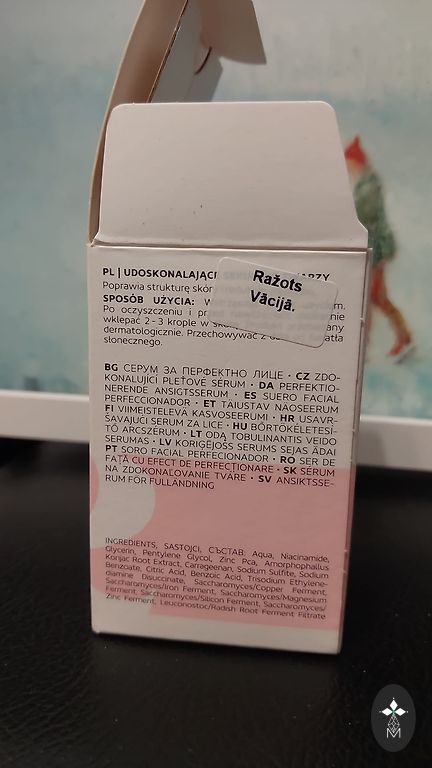 PL | UDOSKONALAJĄCE
RZY
Poprawia strukturę skór
SPOSÓB UŻYCIA: W
Po oczyszczeniu i pr
wklepać 2 - 3 krople w
dermatologicznie. Przechowywać z
słonecznego.
Ražots
Vācijā.
BG СЕРУМ ЗА ПЕРФЕКТНО ЛИЦЕ • CZ ZDO-
KONALUJÍCÍ PLEŤOVÉ SÉRUM • DA PERFEKTIO-
NERENDE ANSIGTSSERUM • ES SUERO FACIAL
PERFECCIONADOR • ET TÄIUSTAV NÄOSEERUM
FI VIIMEISTELEVÄ KASVOSEERUMI • HR USAVR-
ŠAVAJUĆI SERUM ZA LICE • HU BŐRTÖKÉLETESÍ-
TŐ ARCSZÉRUM • LT ODĄ TOBULINANTIS VEIDO
SERUMAS • LV KORIĢĒJOŠS SERUMS SEJAS ĀDAI
PT SORO FACIAL PERFECIONADOR • RO SER DE
FAȚĂ CU EFECT DE PERFECȚIONARE • SK SÉRUM
NA ZDOKONAĽOVANIE TVÁRE • SV ANSIKTSSE-
RUM FÖR FULLÄNDNING
INGREDIENTS, SASTOJCI, СЪСТАВ: Aqua, Niacinamide,
Glycerin, Pentylene Glycol, Zinc Pca, Amorphophallus
Konjac Root Extract, Carrageenan, Sodium Sulfite, Sodium
Benzoate, Citric Acid, Benzoic Acid, Trisodium Ethylene-
diamine Disuccinate, Saccharomyces/Copper Ferment,
Saccharomyces/Iron Ferment, Saccharomyces/Magnesium
Ferment, Saccharomyces/Silicon Ferment, Saccharomyces/
Zinc Ferment, Leuconostoc/Radish Root Ferment Filtrate
M